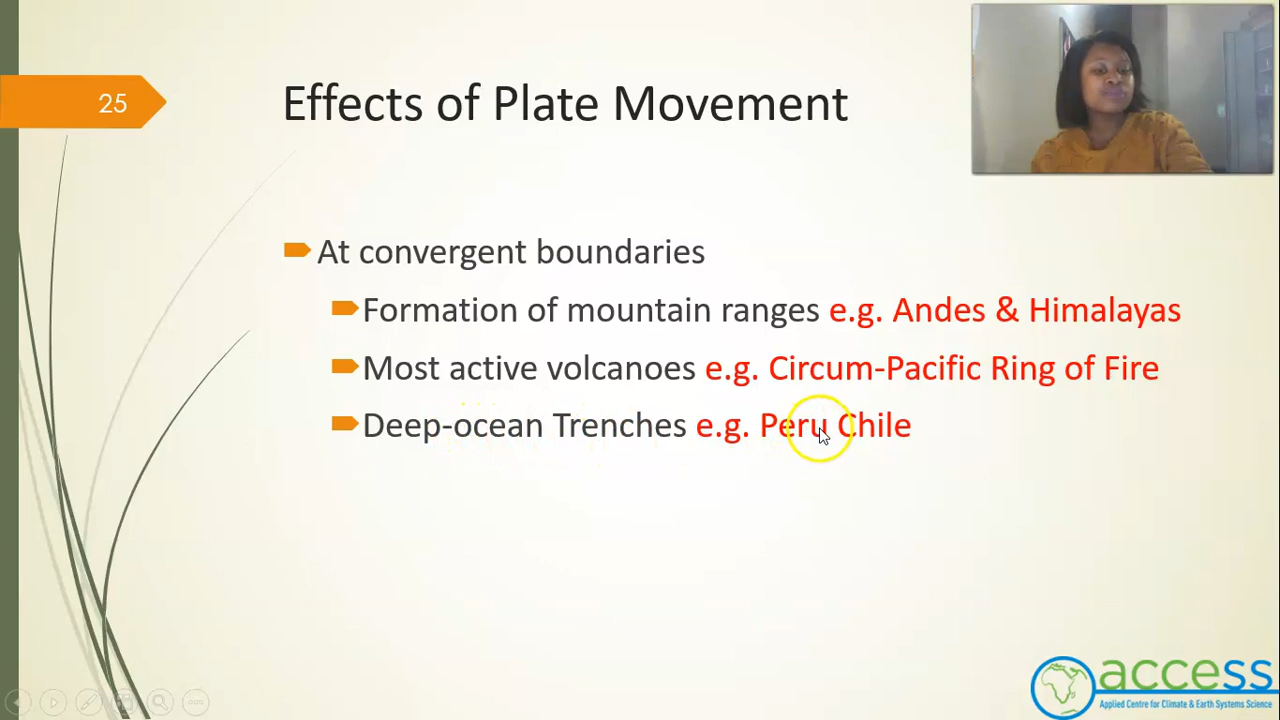 25
Effects of Plate Movement
At convergent boundaries
Formation of mountain ranges e.g. Andes & Himalayas
Most active volcanoes e.g. Circum-Pacific Ring of Fire
Deep-ocean Trenches e.g. Peru Chile
access
Applied Centre for Climate & Earth Systems Science